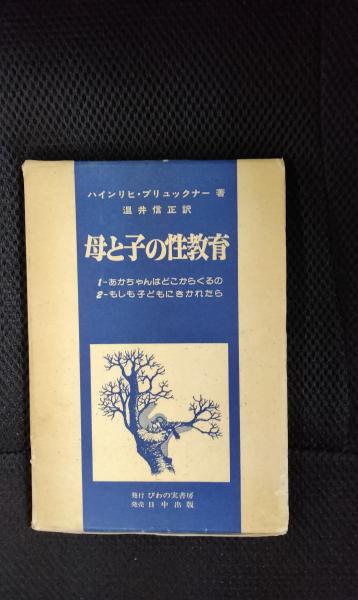 ハインリヒ・ブリュックナー 著
温井信正訳
母と子の性教育
1-あかちゃんはどこからくるの
2-もしも子どもにきかれたら
発行 びわの実書房
発売 日中出版